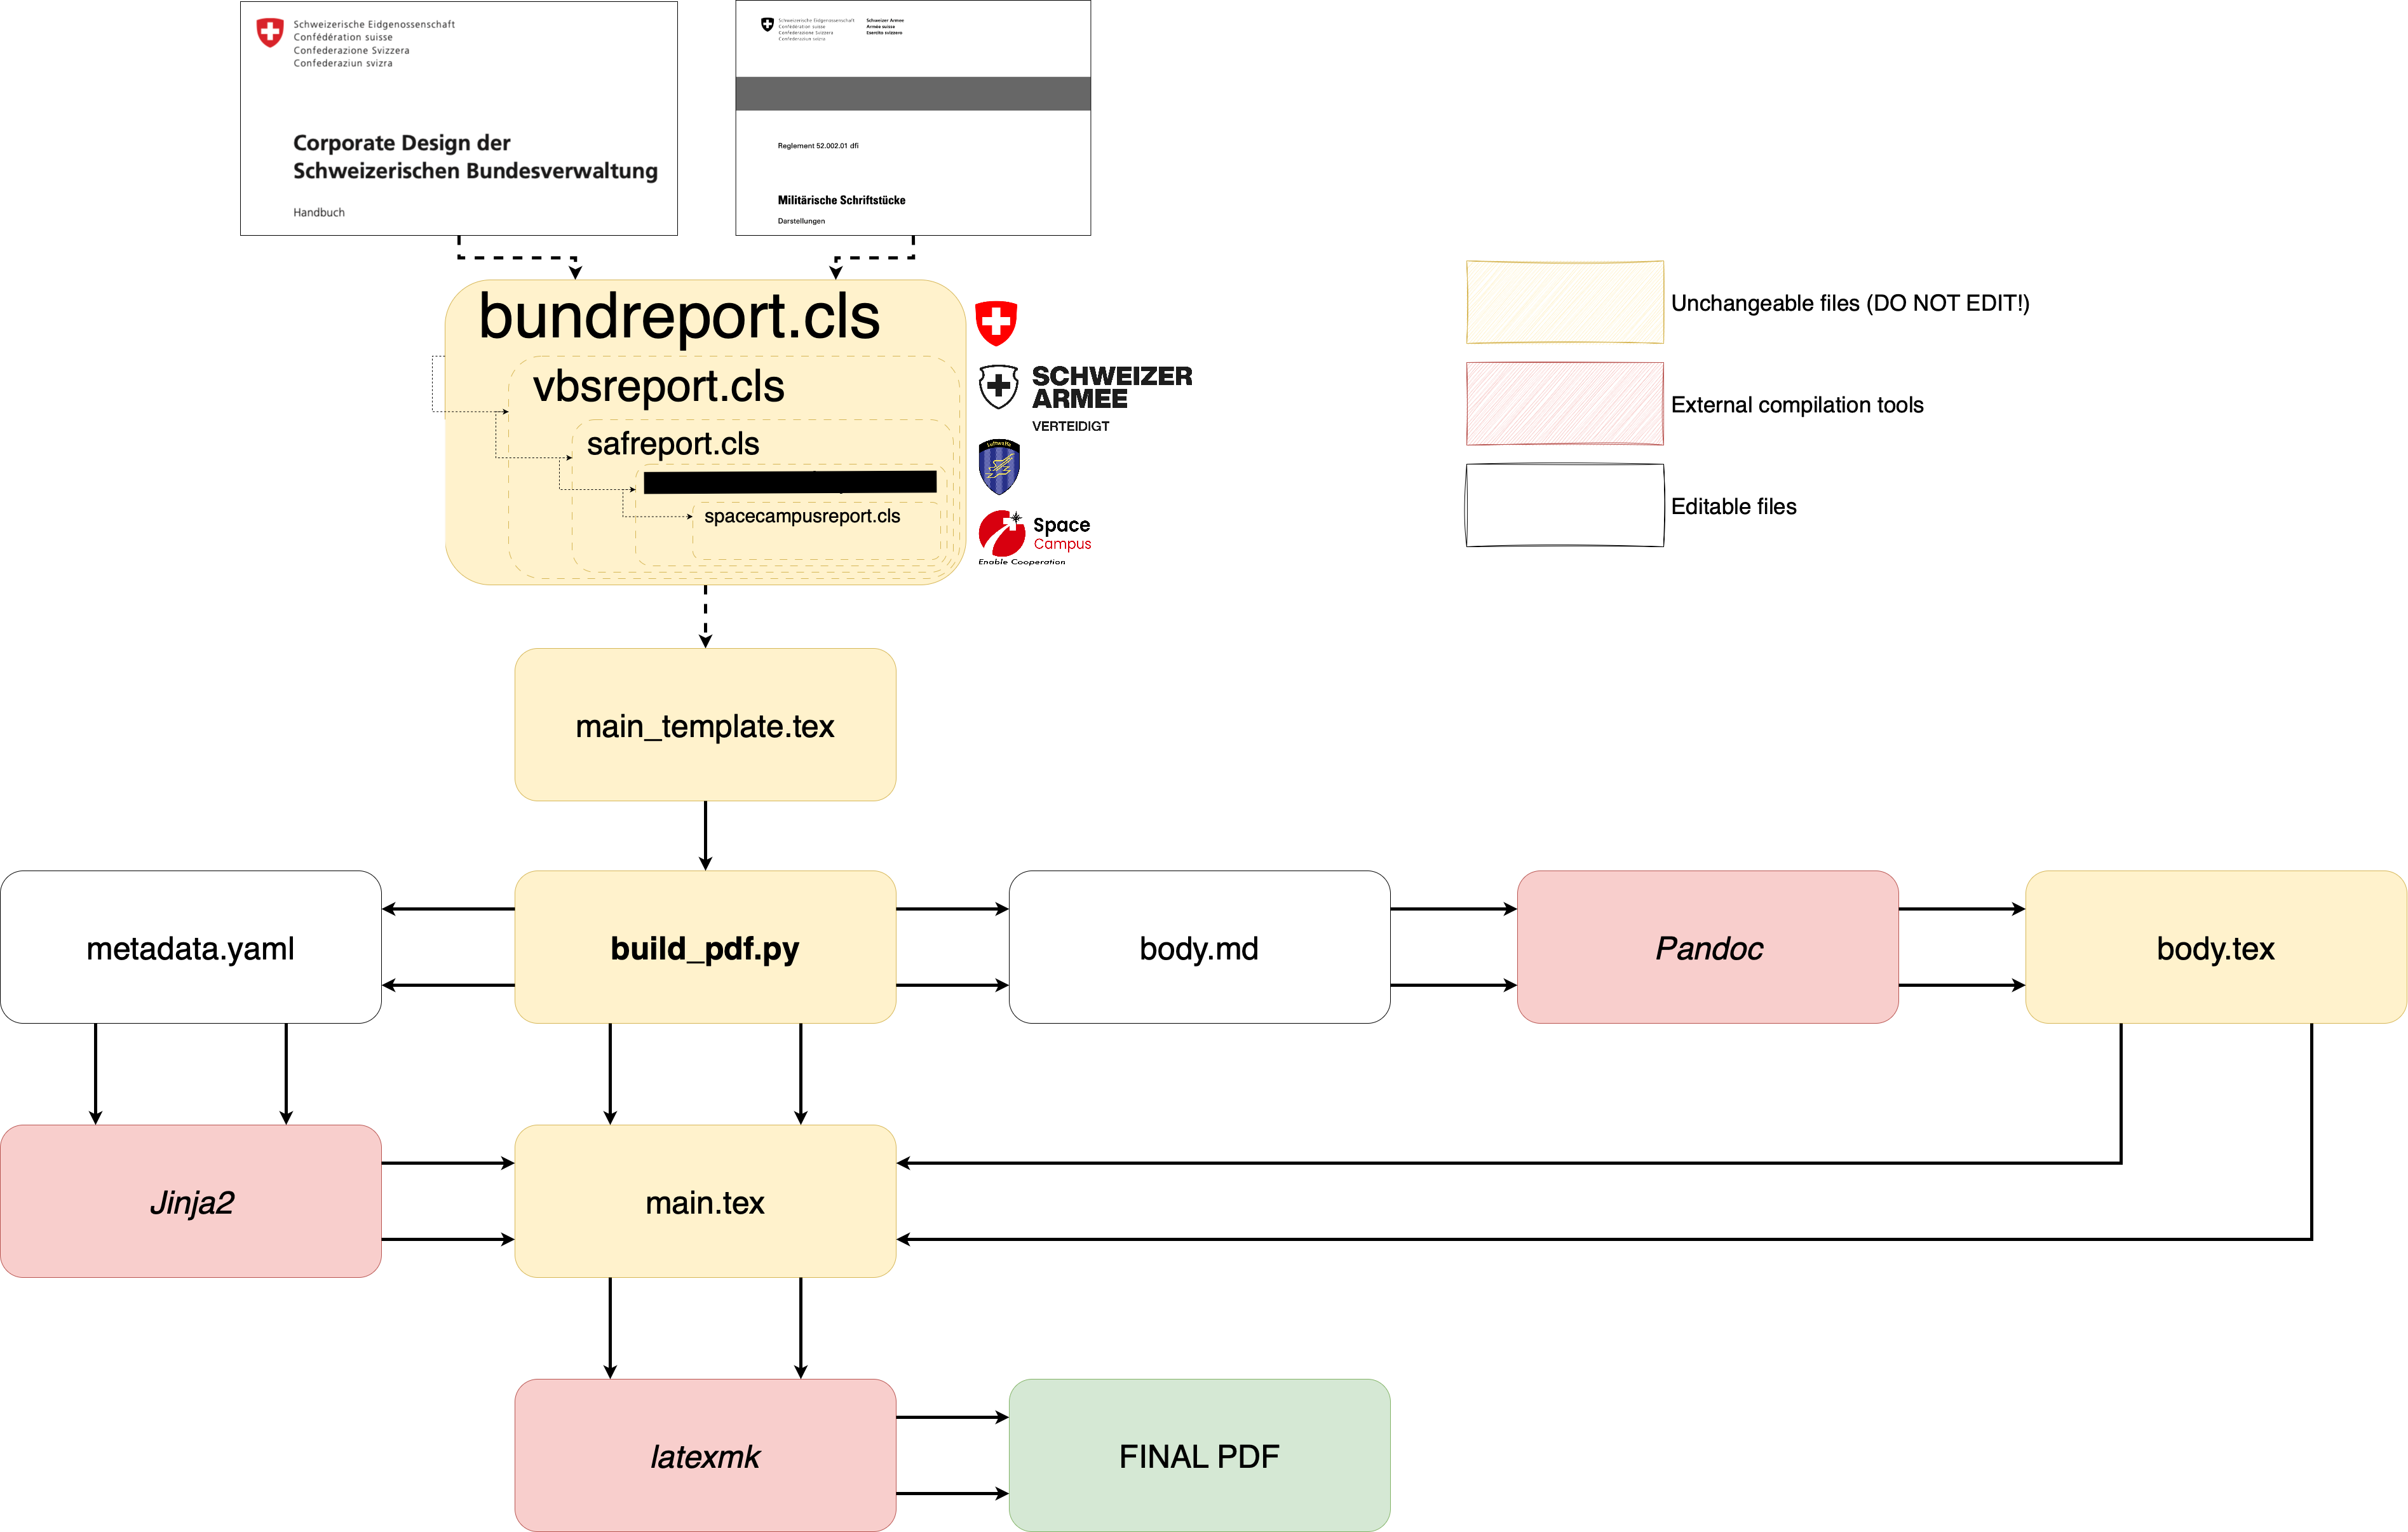 Schweizerische Eidgenossenschaft
Confédération suisse
Confederazione Svizzera
Confederaziun svizra
Corporate Design der
Schweizerischen Bundesverwaltung
Handbuch
Schweizerische Eidgenossenschaft
Confédération suisse
Confederazione Svizzera
Confederaziun svizra
Schweizer Armee
Armée suisse
Esercito svizzero
Reglement 52.002.01 dfi
Militärische Schriftstücke
Darstellungen
bundreport.cls
vbsreport.cls
safreport.cls
spacecampusreport.cls
SCHWEIZER
ARMEE
VERTEIDIGT
Luftwaffe
Space
Campus
Enable Cooperation
Unchangeable files (DO NOT EDIT!)
External compilation tools
Editable files
main_template.tex
metadata.yaml
build_pdf.py
body.md
Pandoc
body.tex
Jinja2
main.tex
latexmk
FINAL PDF